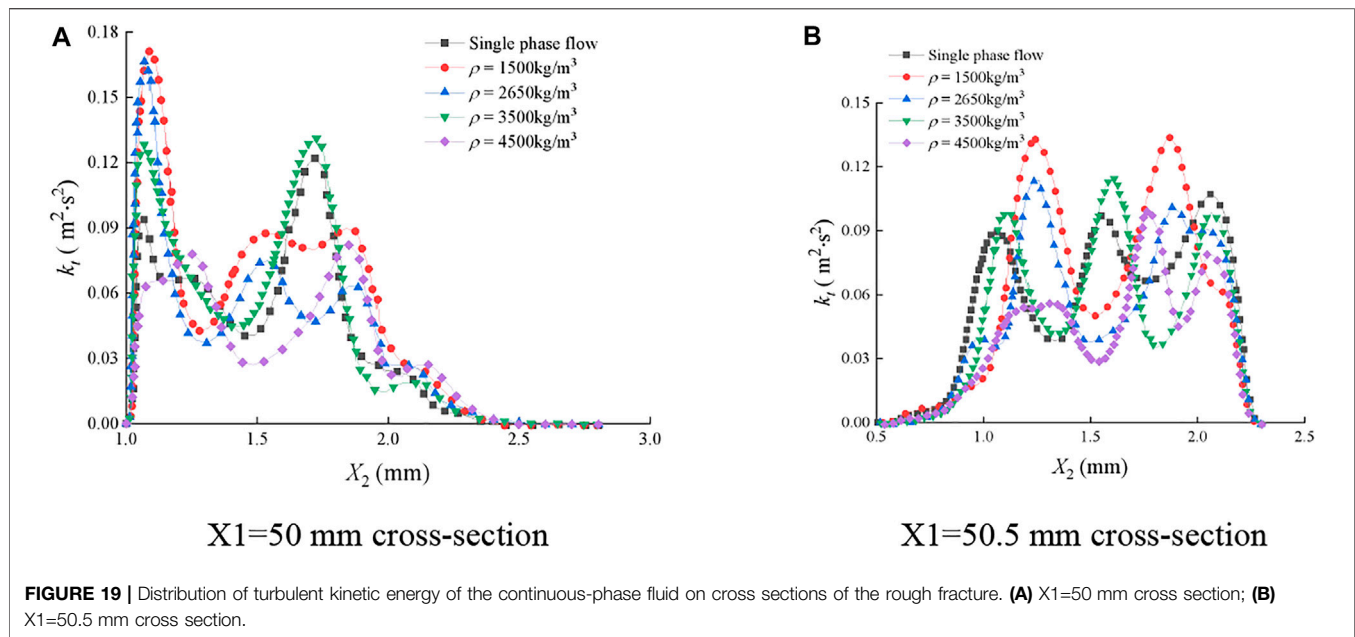 A
0.18
0.15
0.12
0.09
0.06
0.03
0.00
k_t ( m²·s²)
1.0 1.5 2.0 2.5 3.0
X₂ (mm)
Single phase flow
ρ = 1500kg/m³
ρ = 2650kg/m³
ρ = 3500kg/m³
ρ = 4500kg/m³
X1=50 mm cross-section
B
Single phase flow
ρ = 1500kg/m³
ρ = 2650kg/m³
ρ = 3500kg/m³
ρ = 4500kg/m³
0.15
0.12
0.09
0.06
0.03
0.00
k_t ( m²·s²)
0.5 1.0 1.5 2.0 2.5
X₂ (mm)
X1=50.5 mm cross-section
FIGURE 19 | Distribution of turbulent kinetic energy of the continuous-phase fluid on cross sections of the rough fracture. (A) X1=50 mm cross section; (B)
X1=50.5 mm cross section.